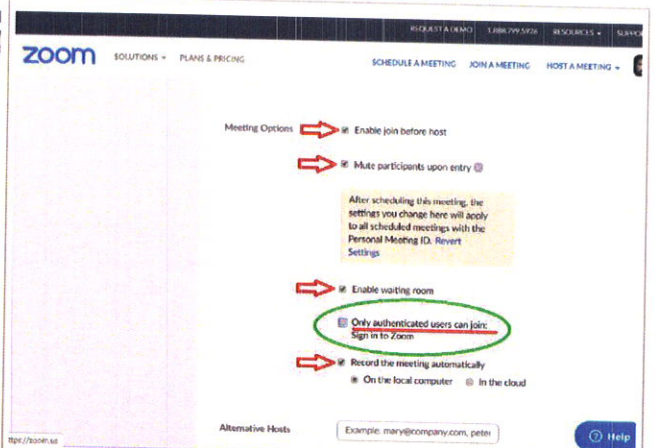 REQUEST A DEMO 1.888.799.5926 RESOURCES SUPPO
zoom SOLUTIONS PLANS & PRICING SCHEDULE A MEETING JOIN A MEETING HOST A MEETING
Meeting Options Enable join before host
Mute participants upon entry
After scheduling this meeting, the
settings you change here will apply
to all scheduled meetings with the
Personal Meeting ID. Revert
Settings
Enable waiting room
Only authenticated users can join:
Sign in to Zoom
Record the meeting automatically
On the local computer In the cloud
Alternative Hosts Example: mary@company.com, peter
ttps://zoom.us Help